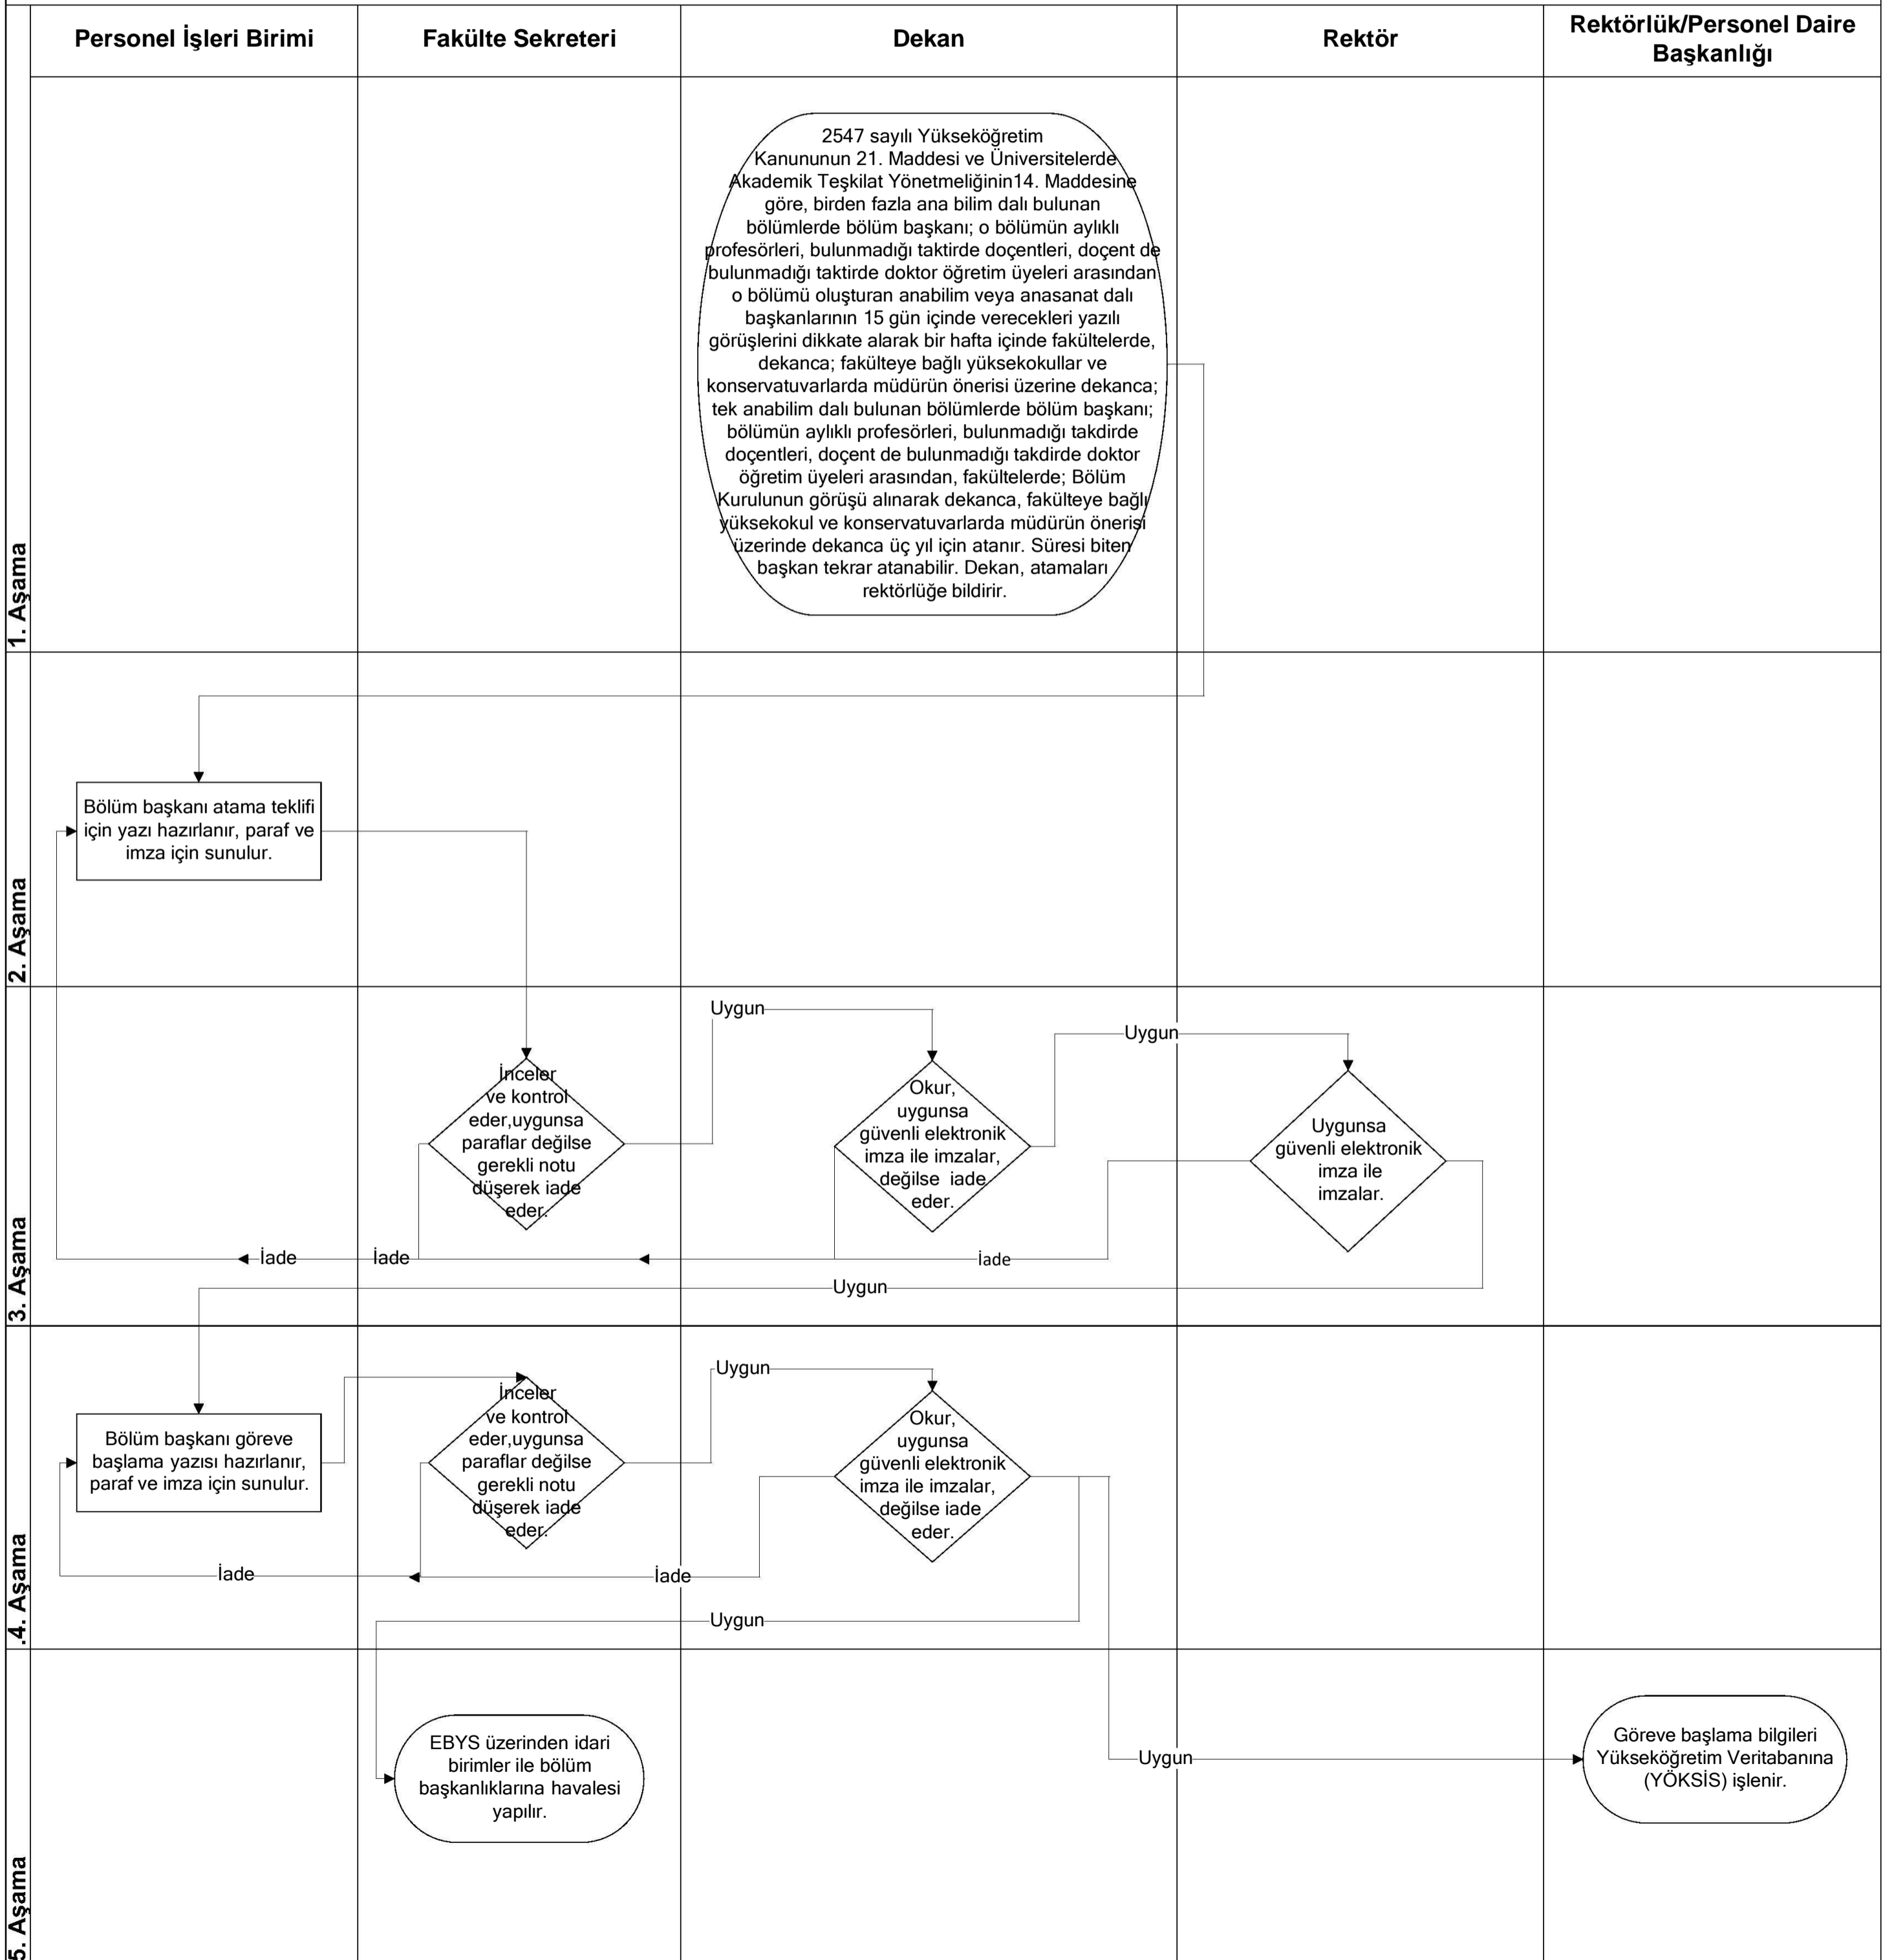 Personel İşleri Birimi
Fakülte Sekreteri
Dekan
Rektör
Rektörlük/Personel Daire
Başkanlığı
1. Aşama
2547 sayılı Yükseköğretim
Kanununun 21. Maddesi ve Üniversitelerde
Akademik Teşkilat Yönetmeliğinin14. Maddesine
göre, birden fazla ana bilim dalı bulunan
bölümlerde bölüm başkanı; o bölümün aylıklı
profesörleri, bulunmadığı taktirde doçentleri, doçent de
bulunmadığı taktirde doktor öğretim üyeleri arasından
o bölümü oluşturan anabilim veya anasanat dalı
başkanlarının 15 gün içinde verecekleri yazılı
görüşlerini dikkate alarak bir hafta içinde fakültelerde,
dekanca; fakülteye bağlı yüksekokullar ve
konservatuvarlarda müdürün önerisi üzerine dekanca;
tek anabilim dalı bulunan bölümlerde bölüm başkanı;
bölümün aylıklı profesörleri, bulunmadığı takdirde
doçentleri, doçent de bulunmadığı takdirde doktor
öğretim üyeleri arasından, fakültelerde; Bölüm
Kurulunun görüşü alınarak dekanca, fakülteye bağlı
yüksekokul ve konservatuvarlarda müdürün önerisi
üzerinde dekanca üç yıl için atanır. Süresi biten
başkan tekrar atanabilir. Dekan, atamaları
rektörlüğe bildirir.
2. Aşama
Bölüm başkanı atama teklifi
için yazı hazırlanır, paraf ve
imza için sunulur.
3. Aşama
Uygun
Uygun
İnceler
ve kontrol
eder,uygunsa
paraflar değilse
gerekli notu
düşerek iade
eder.
Okur,
uygunsa
güvenli elektronik
imza ile imzalar,
değilse iade
eder.
Uygunsa
güvenli elektronik
imza ile
imzalar.
İade
İade
İade
Uygun
.4. Aşama
Bölüm başkanı göreve
başlama yazısı hazırlanır,
paraf ve imza için sunulur.
Uygun
İnceler
ve kontrol
eder,uygunsa
paraflar değilse
gerekli notu
düşerek iade
eder.
Okur,
uygunsa
güvenli elektronik
imza ile imzalar,
değilse iade
eder.
İade
İade
Uygun
5. Aşama
EBYS üzerinden idari
birimler ile bölüm
başkanlıklarına havalesi
yapılır.
Uygun
Göreve başlama bilgileri
Yükseköğretim Veritabanına
(YÖKSİS) işlenir.